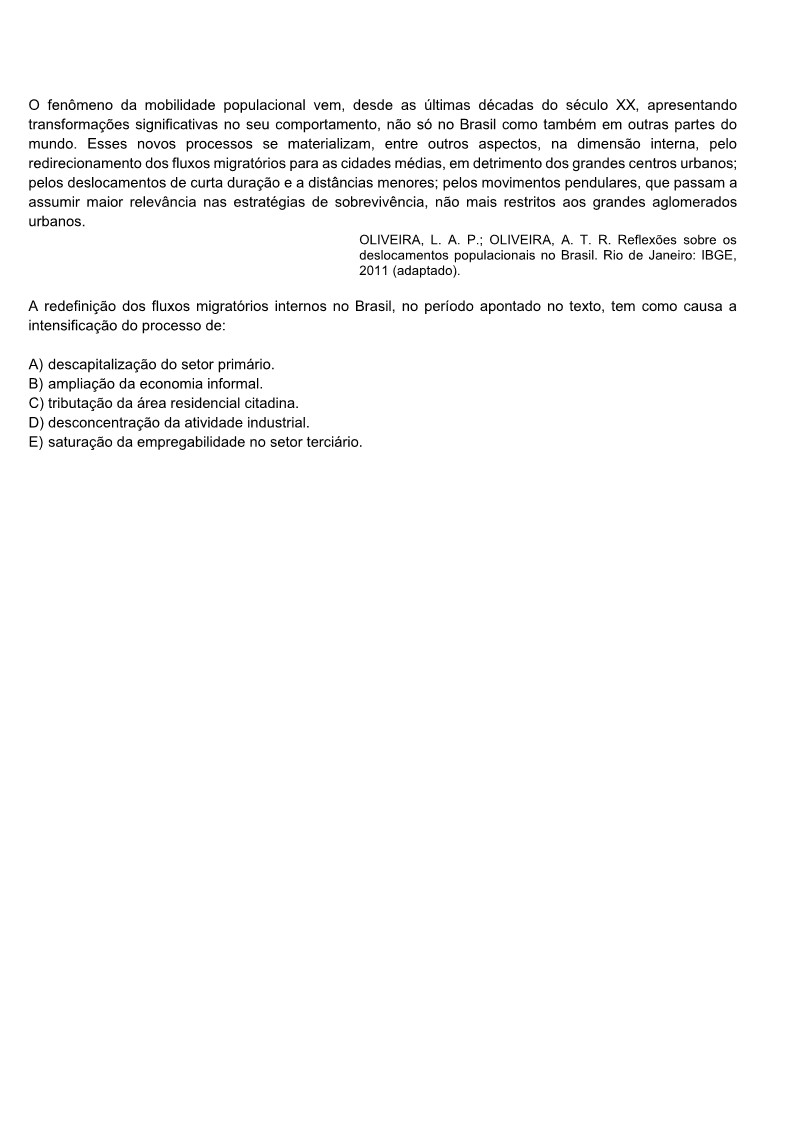 O fenômeno da mobilidade populacional vem, desde as últimas décadas do século XX, apresentando
transformações significativas no seu comportamento, não só no Brasil como também em outras partes do
mundo. Esses novos processos se materializam, entre outros aspectos, na dimensão interna, pelo
redirecionamento dos fluxos migratórios para as cidades médias, em detrimento dos grandes centros urbanos;
pelos deslocamentos de curta duração e a distâncias menores; pelos movimentos pendulares, que passam a
assumir maior relevância nas estratégias de sobrevivência, não mais restritos aos grandes aglomerados
urbanos.
OLIVEIRA, L. A. P.; OLIVEIRA, A. T. R. Reflexões sobre os
deslocamentos populacionais no Brasil. Rio de Janeiro: IBGE,
2011 (adaptado).
A redefinição dos fluxos migratórios internos no Brasil, no período apontado no texto, tem como causa a
intensificação do processo de:
A) descapitalização do setor primário.
B) ampliação da economia informal.
C) tributação da área residencial citadina.
D) desconcentração da atividade industrial.
E) saturação da empregabilidade no setor terciário.